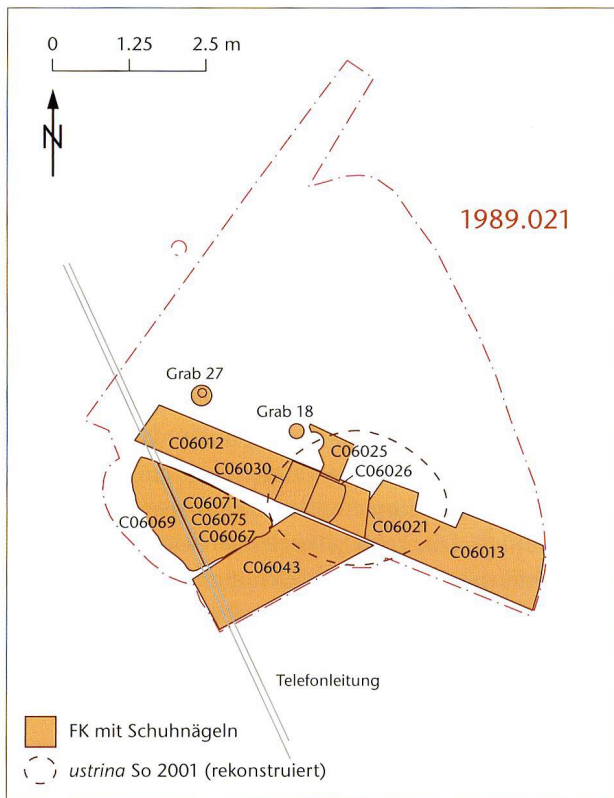 0 1.25 2.5 m
N
1989.021
Grab 27
Grab 18
C06012
C06025
C06030
C06026
C06071
C06069
C06075
C06021
C06067
C06013
C06043
Telefonleitung
FK mit Schuhnägeln
ustrina So 2001 (rekonstruiert)